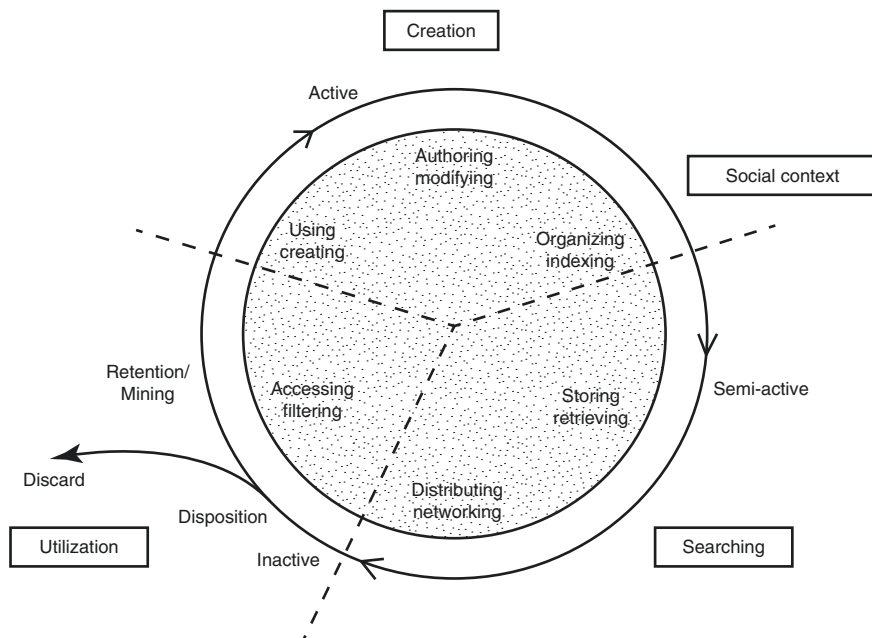 Creation
Active
Authoring
modifying
Social context
Using
creating
Organizing
indexing
Retention/
Mining
Accessing
filtering
Storing
retrieving
Semi-active
Discard
Distributing
networking
Disposition
Utilization
Inactive
Searching